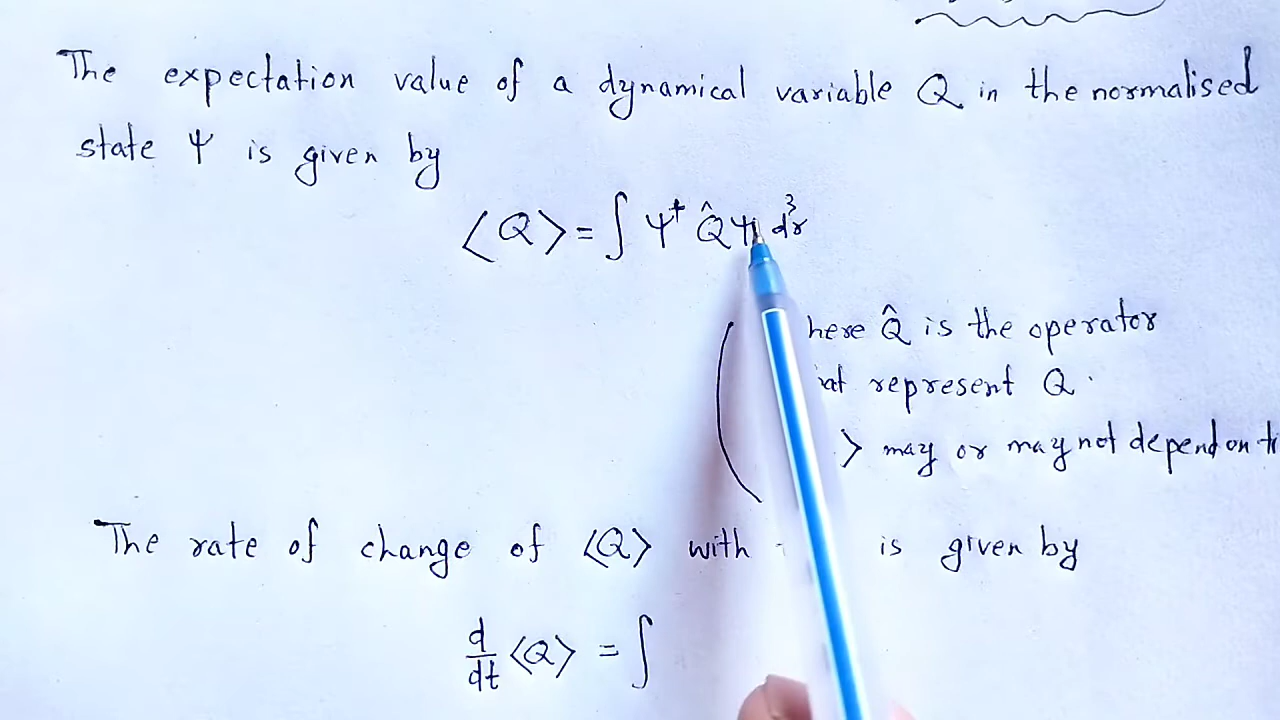 The expectation value of a dynamical variable Q in the normalised
state Ψ is given by
⟨Q⟩ = ∫ Ψ† Q̂ Ψ d³r
here Q̂ is the operator
represent Q.
⟩ may or may not depend on
The rate of change of ⟨Q⟩ with is given by
d/dt ⟨Q⟩ = ∫